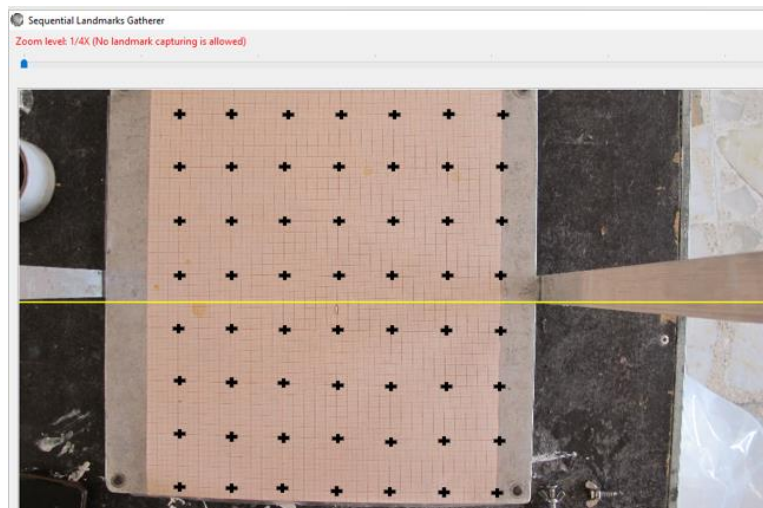 Sequential Landmarks Gatherer
Zoom level: 1/4X (No landmark capturing is allowed)